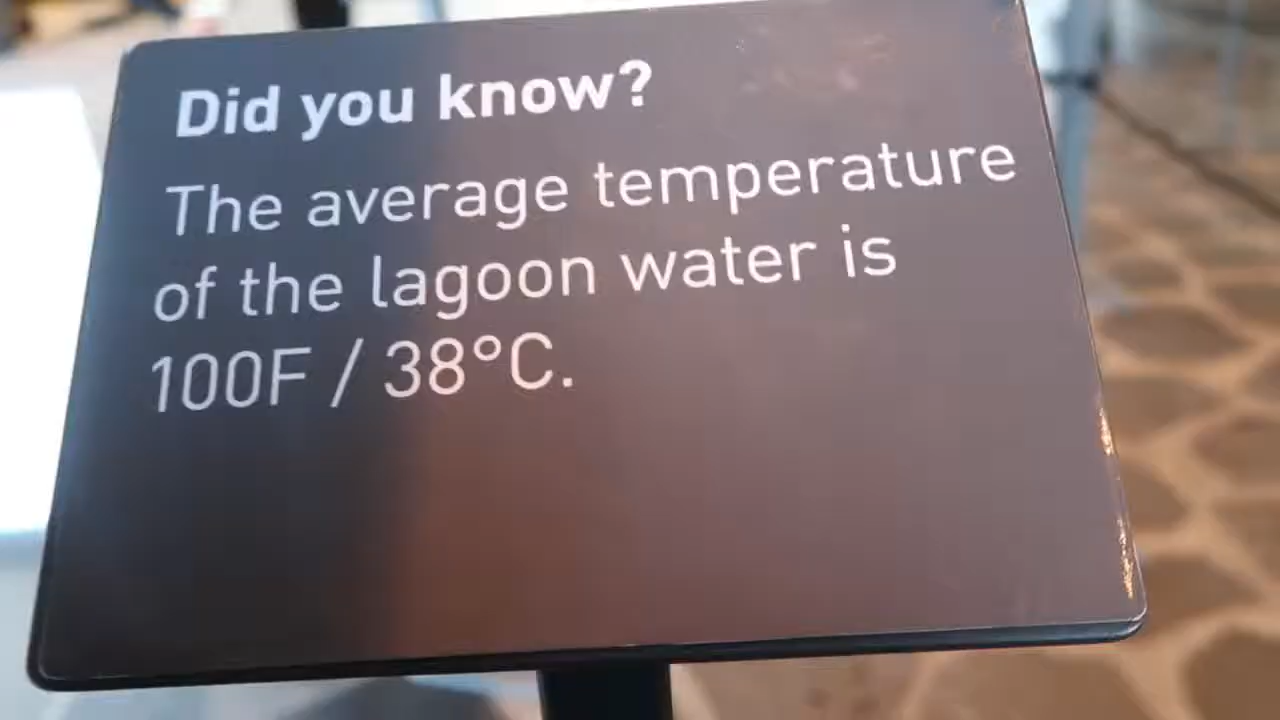 Did you know?
The average temperature
of the lagoon water is
100F / 38°C.